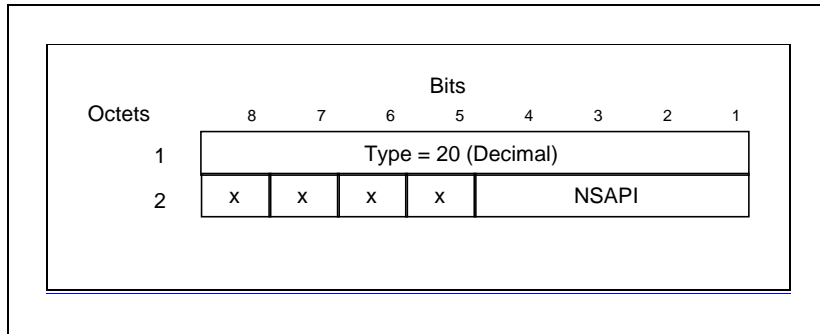 Bits
Octets 8 7 6 5 4 3 2 1
1 Type = 20 (Decimal)
2 x x x x NSAPI